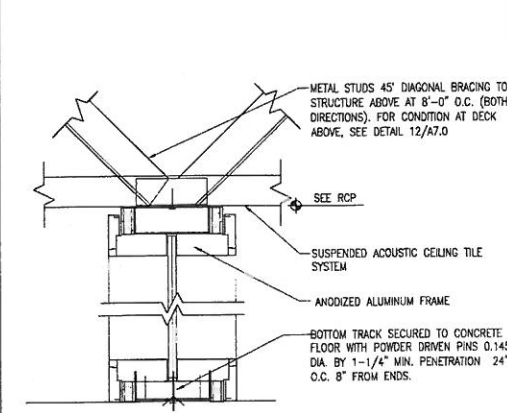 METAL STUDS 45' DIAGONAL BRACING TO
STRUCTURE ABOVE AT 8'-0" O.C. (BOTH
DIRECTIONS). FOR CONDITION AT DECK
ABOVE, SEE DETAIL 12/A7.0
SEE RCP
SUSPENDED ACOUSTIC CEILING TILE
SYSTEM
ANODIZED ALUMINUM FRAME
BOTTOM TRACK SECURED TO CONCRETE
FLOOR WITH POWDER DRIVEN PINS 0.145
DIA. BY 1-1/4" MIN. PENETRATION 24"
O.C. 8" FROM ENDS.